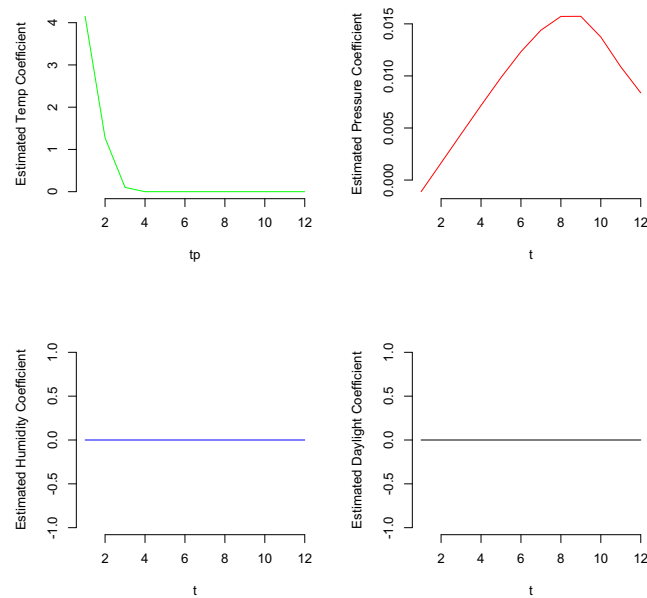 Estimated Temp Coefficient
0 1 2 3 4
2 4 6 8 10 12
tp
Estimated Pressure Coefficient
0.000 0.005 0.010 0.015
2 4 6 8 10 12
t
Estimated Humidity Coefficient
-1.0 -0.5 0.0 0.5 1.0
2 4 6 8 10 12
t
Estimated Daylight Coefficient
-1.0 -0.5 0.0 0.5 1.0
2 4 6 8 10 12
t